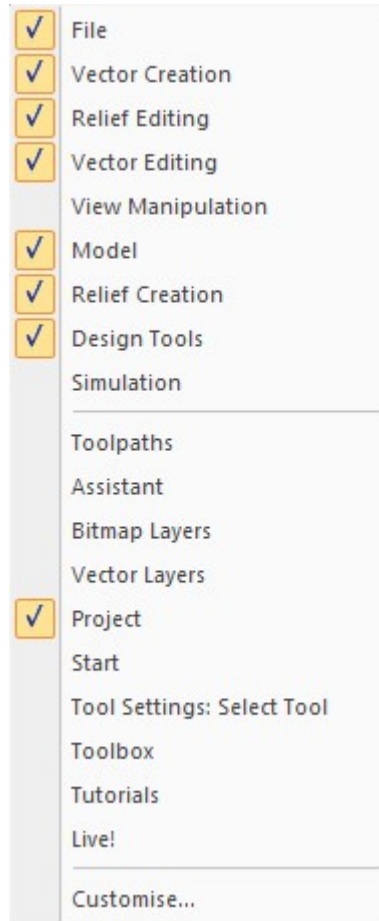 File
Vector Creation
Relief Editing
Vector Editing
View Manipulation
Model
Relief Creation
Design Tools
Simulation
Toolpaths
Assistant
Bitmap Layers
Vector Layers
Project
Start
Tool Settings: Select Tool
Toolbox
Tutorials
Live!
Customise...